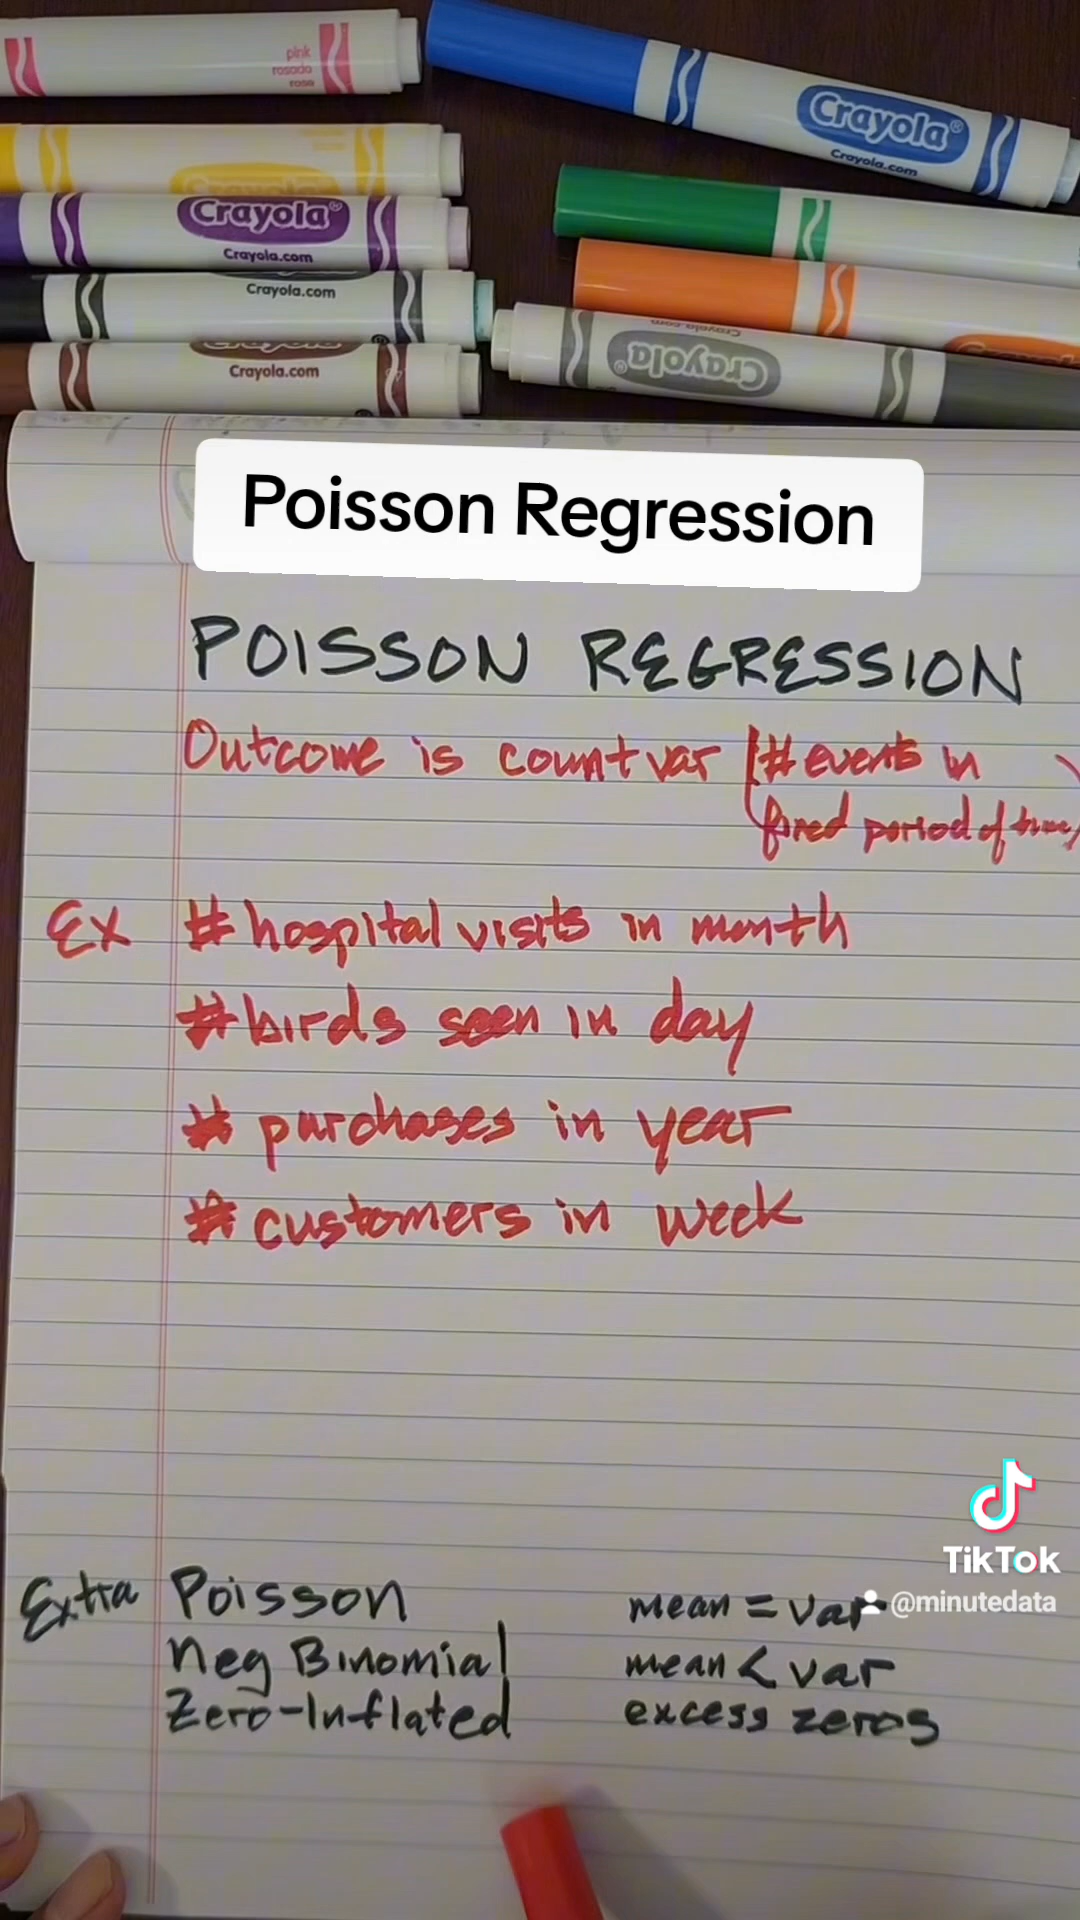 pink
rosada
rosa
Crayola
Crayola.com
Crayola
Crayola
Crayola.com
Crayola.com
Crayola.com
Crayola
Crayola.com
Poisson Regression
POISSON REGRESSION
Outcome is count var (# events in
fixed period of time)
Ex # hospital visits in month
# birds seen in day
# purchases in year
# customers in week
TikTok
@minutedata
Extra Poisson mean = var
Neg Binomial mean < var
Zero-Inflated excess zeros